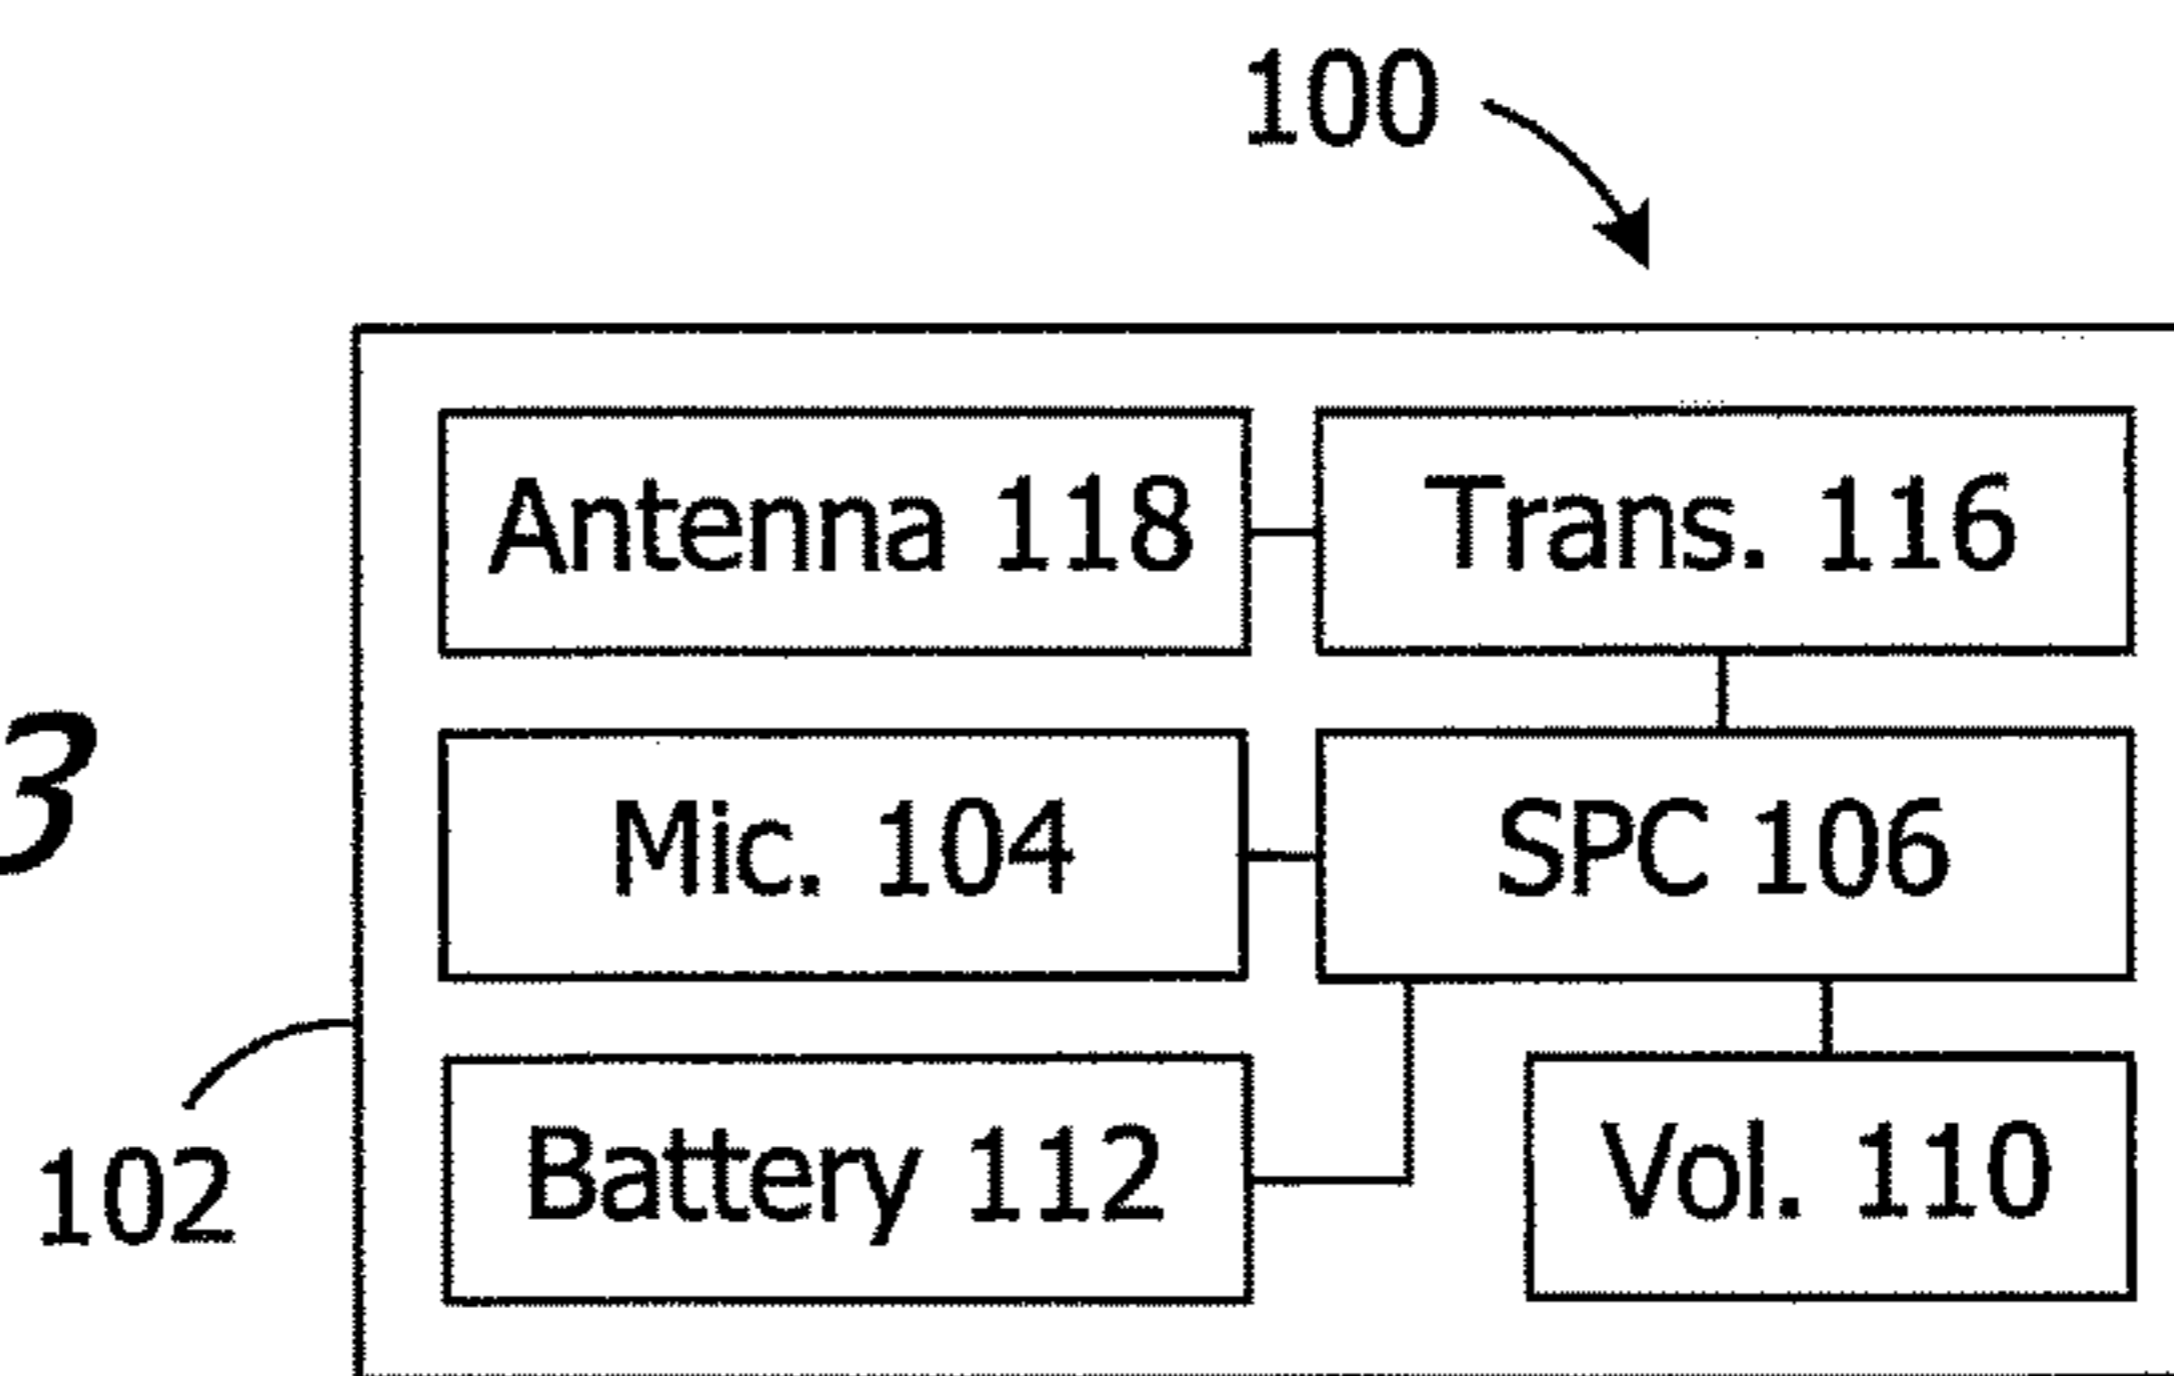 100
Antenna 118
Trans. 116
3
Mic. 104
SPC 106
102
Battery 112
Vol. 110